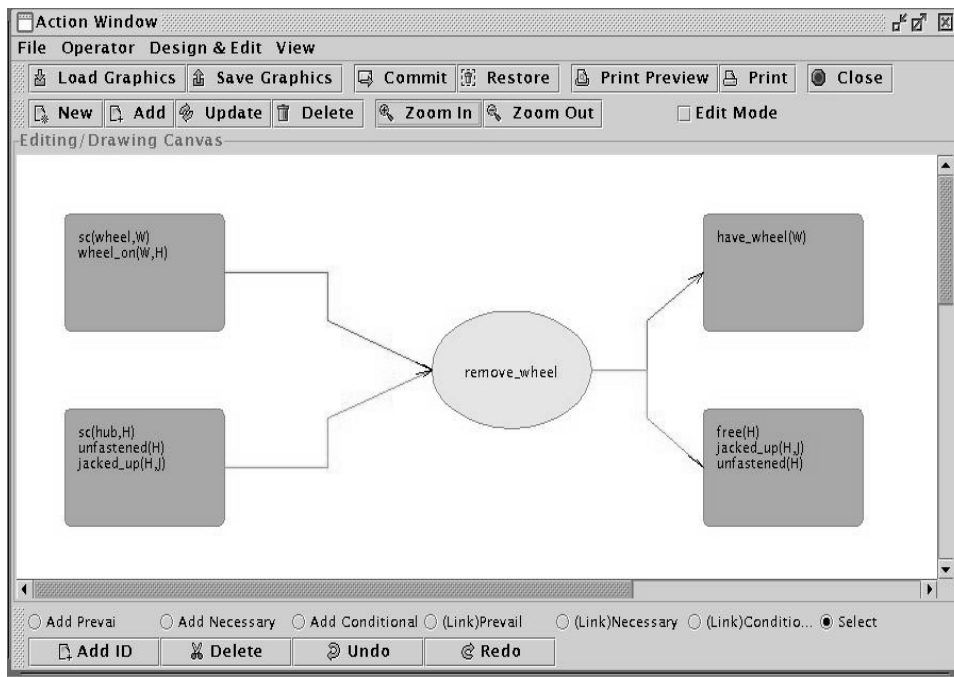 Action Window
File Operator Design & Edit View
Load Graphics Save Graphics Commit Restore Print Preview Print Close
New Add Update Delete Zoom In Zoom Out Edit Mode
Editing/Drawing Canvas
sc(wheel,W)
wheel_on(W,H)
have_wheel(W)
remove_wheel
sc(hub,H)
unfastened(H)
jacked_up(H,J)
free(H)
jacked_up(H,J)
unfastened(H)
Add Prevai Add Necessary Add Conditional (Link)Prevail (Link)Necessary (Link)Conditio... Select
Add ID Delete Undo Redo